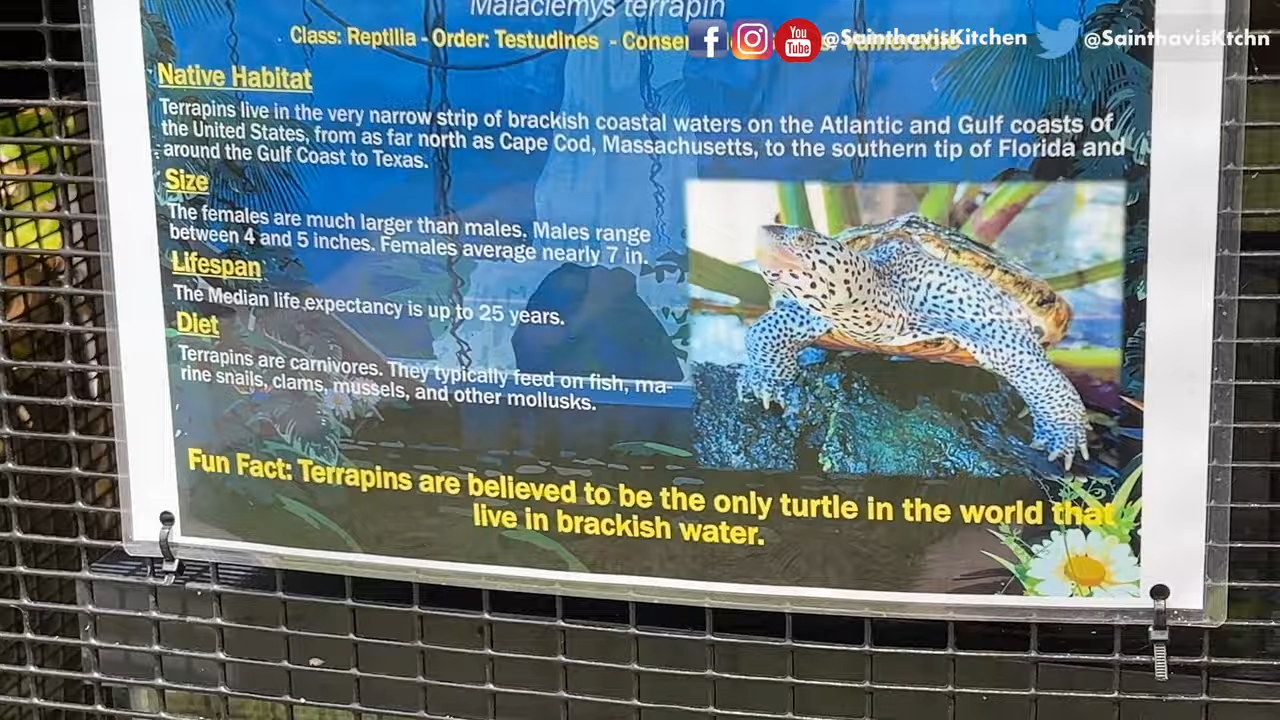 Malaclemys terrapin
Class: Reptilia - Order: Testudines - Conser
You
Tube
@SainthavisKitchen
@SainthavisKtchn
Native Habitat
Terrapins live in the very narrow strip of brackish coastal waters on the Atlantic and Gulf coasts of
the United States, from as far north as Cape Cod, Massachusetts, to the southern tip of Florida and
around the Gulf Coast to Texas.
Size
The females are much larger than males. Males range
between 4 and 5 inches. Females average nearly 7 in.
Lifespan
The Median life expectancy is up to 25 years.
Diet
Terrapins are carnivores. They typically feed on fish, ma-
rine snails, clams, mussels, and other mollusks.
Fun Fact: Terrapins are believed to be the only turtle in the world that
live in brackish water.